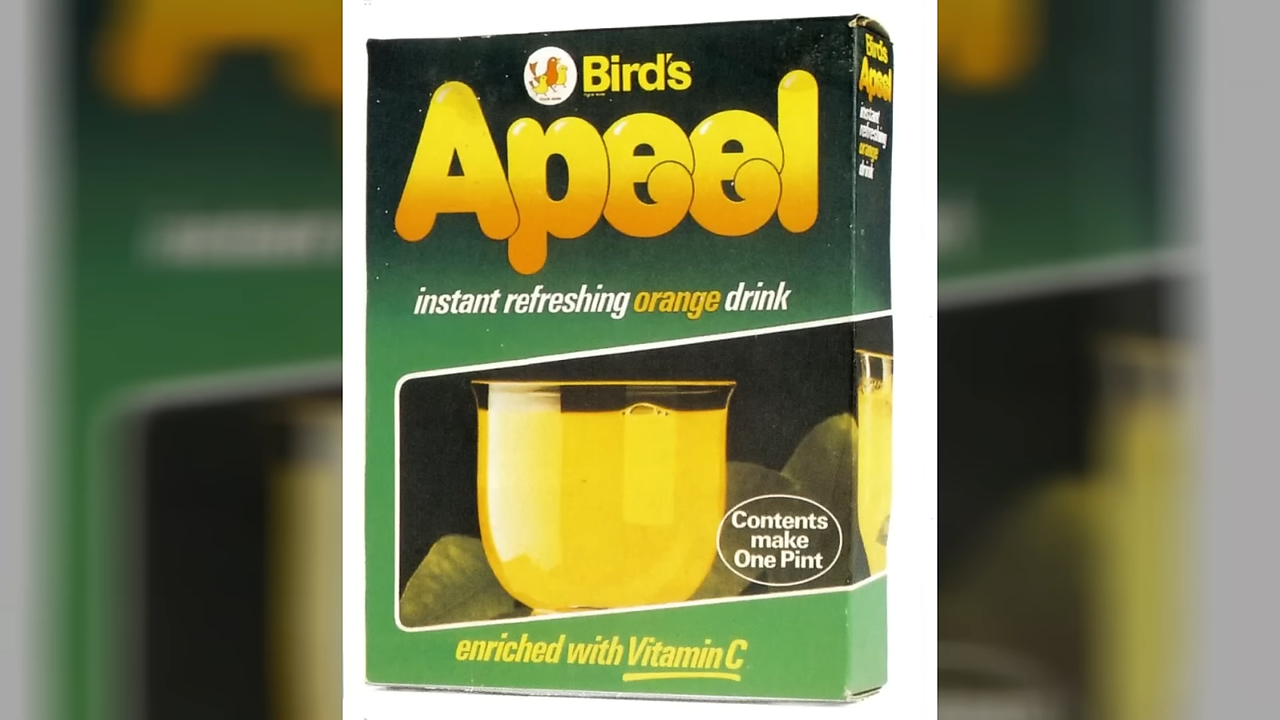 Bird's
Apeel
instant refreshing orange drink
Contents
make
One Pint
enriched with Vitamin C
Bird's
Apeel
instant
refreshing
orange
drink